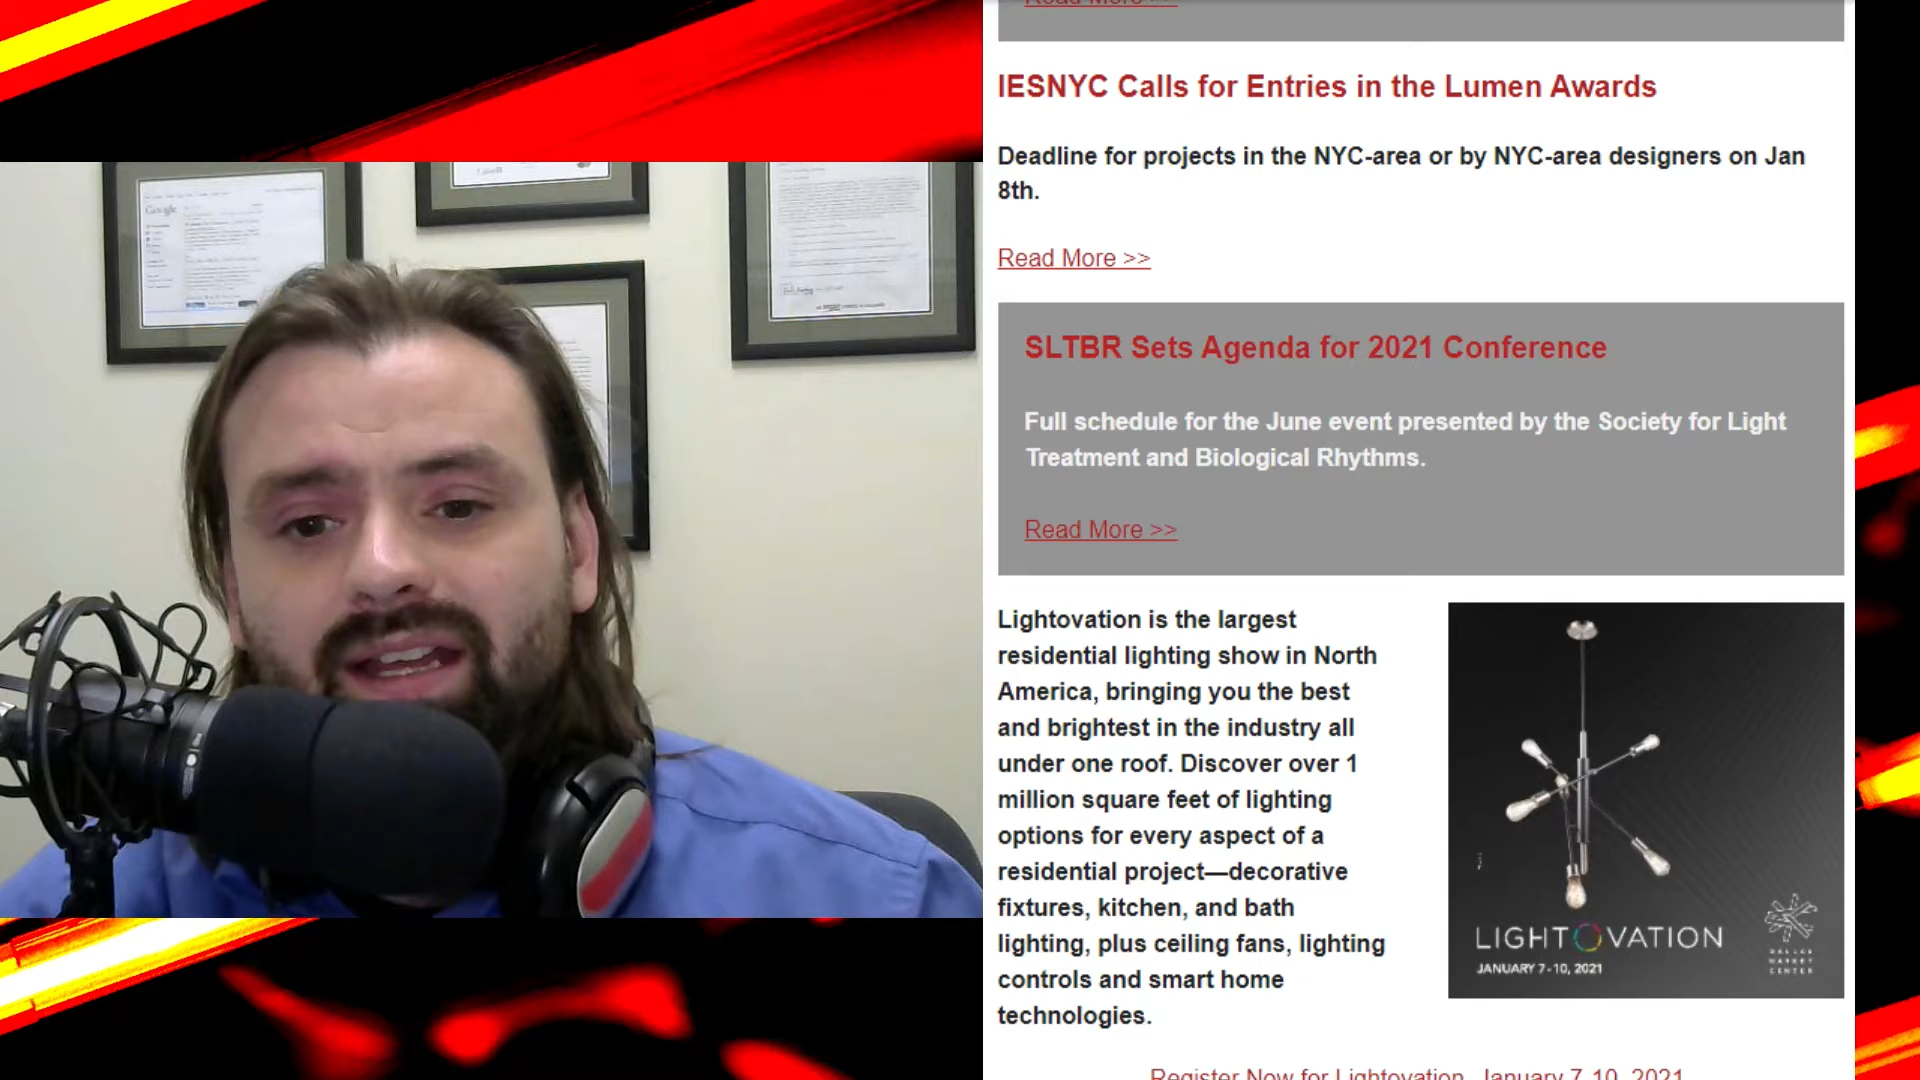 Read More >>
IESNYC Calls for Entries in the Lumen Awards
Deadline for projects in the NYC-area or by NYC-area designers on Jan
8th.
Read More >>
SLTBR Sets Agenda for 2021 Conference
Full schedule for the June event presented by the Society for Light
Treatment and Biological Rhythms.
Read More >>
Lightovation is the largest
residential lighting show in North
America, bringing you the best
and brightest in the industry all
under one roof. Discover over 1
million square feet of lighting
options for every aspect of a
residential project—decorative
fixtures, kitchen, and bath
lighting, plus ceiling fans, lighting
controls and smart home
technologies.
LIGHTOVATION
JANUARY 7-10, 2021
DALLAS
MARKET
CENTER
Register Now for Lightovation, January 7-10, 2021
Google